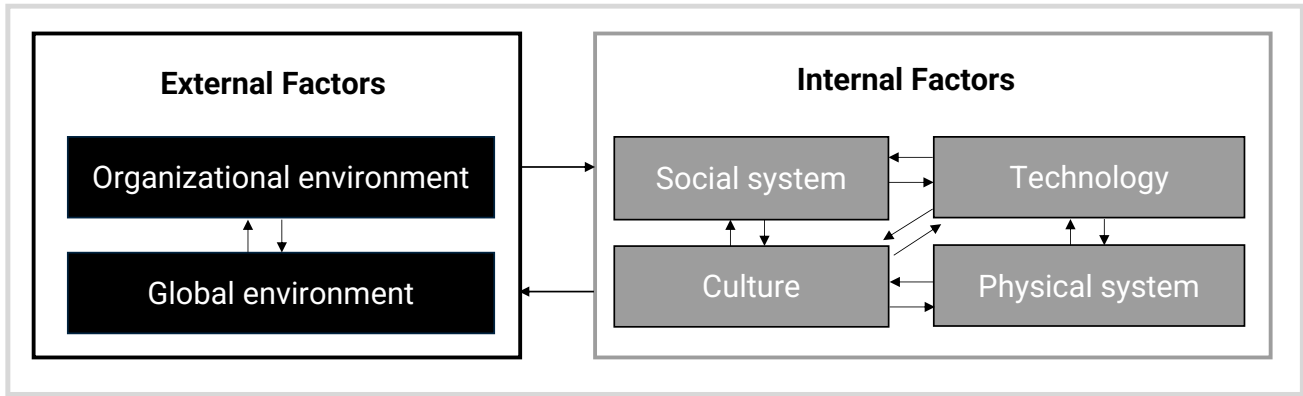 External Factors
Organizational environment
Global environment
Internal Factors
Social system
Technology
Culture
Physical system